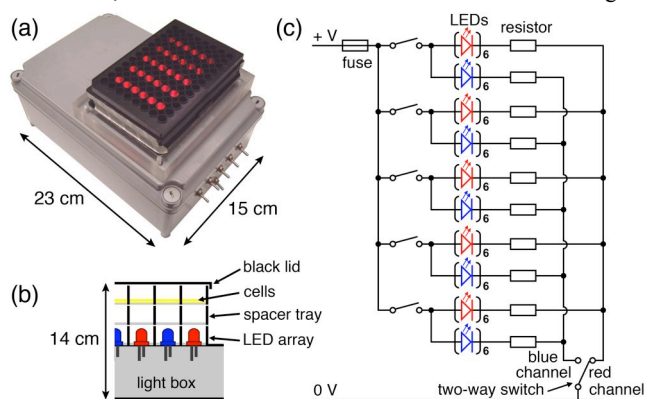 (a)
23 cm
15 cm
(b)
14 cm
black lid
cells
spacer tray
LED array
light box
(c)
LEDs
resistor
+ V
fuse
6
6
6
6
6
6
6
6
6
6
blue
channel
red
channel
two-way switch
0 V